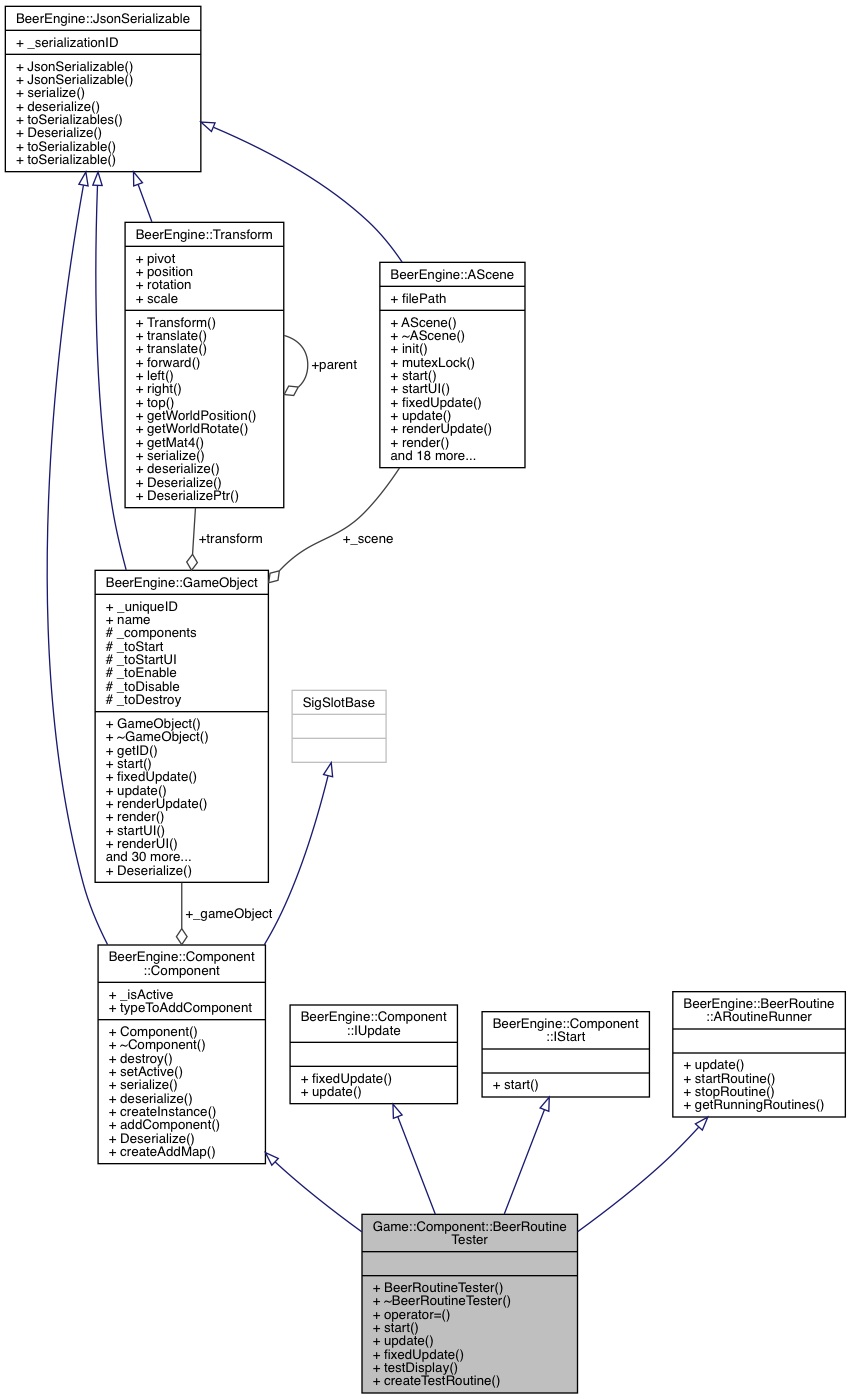 BeerEngine::JsonSerializable
+ _serializationID
+ JsonSerializable()
+ JsonSerializable()
+ serialize()
+ deserialize()
+ toSerializables()
+ Deserialize()
+ toSerializable()
+ toSerializable()
BeerEngine::Transform
+ pivot
+ position
+ rotation
+ scale
+ Transform()
+ translate()
+ translate()
+ forward()
+ left()
+ right()
+ top()
+ getWorldPosition()
+ getWorldRotate()
+ getMat4()
+ serialize()
+ deserialize()
+ Deserialize()
+ DeserializePtr()
+parent
BeerEngine::AScene
+ filePath
+ AScene()
+ ~AScene()
+ init()
+ mutexLock()
+ start()
+ startUI()
+ fixedUpdate()
+ update()
+ renderUpdate()
+ render()
and 18 more...
+transform
+_scene
BeerEngine::GameObject
+ _uniqueID
+ name
# _components
# _toStart
# _toStartUI
# _toEnable
# _toDisable
# _toDestroy
+ GameObject()
+ ~GameObject()
+ getID()
+ start()
+ fixedUpdate()
+ update()
+ renderUpdate()
+ render()
+ startUI()
+ renderUI()
and 30 more...
+ Deserialize()
SigSlotBase
+_gameObject
BeerEngine::Component
::Component
+ _isActive
+ typeToAddComponent
+ Component()
+ ~Component()
+ destroy()
+ setActive()
+ serialize()
+ deserialize()
+ createInstance()
+ addComponent()
+ Deserialize()
+ createAddMap()
BeerEngine::Component
::IUpdate
+ fixedUpdate()
+ update()
BeerEngine::Component
::IStart
+ start()
BeerEngine::BeerRoutine
::ARoutineRunner
+ update()
+ startRoutine()
+ stopRoutine()
+ getRunningRoutines()
Game::Component::BeerRoutine
Tester
+ BeerRoutineTester()
+ ~BeerRoutineTester()
+ operator=()
+ start()
+ update()
+ fixedUpdate()
+ testDisplay()
+ createTestRoutine()